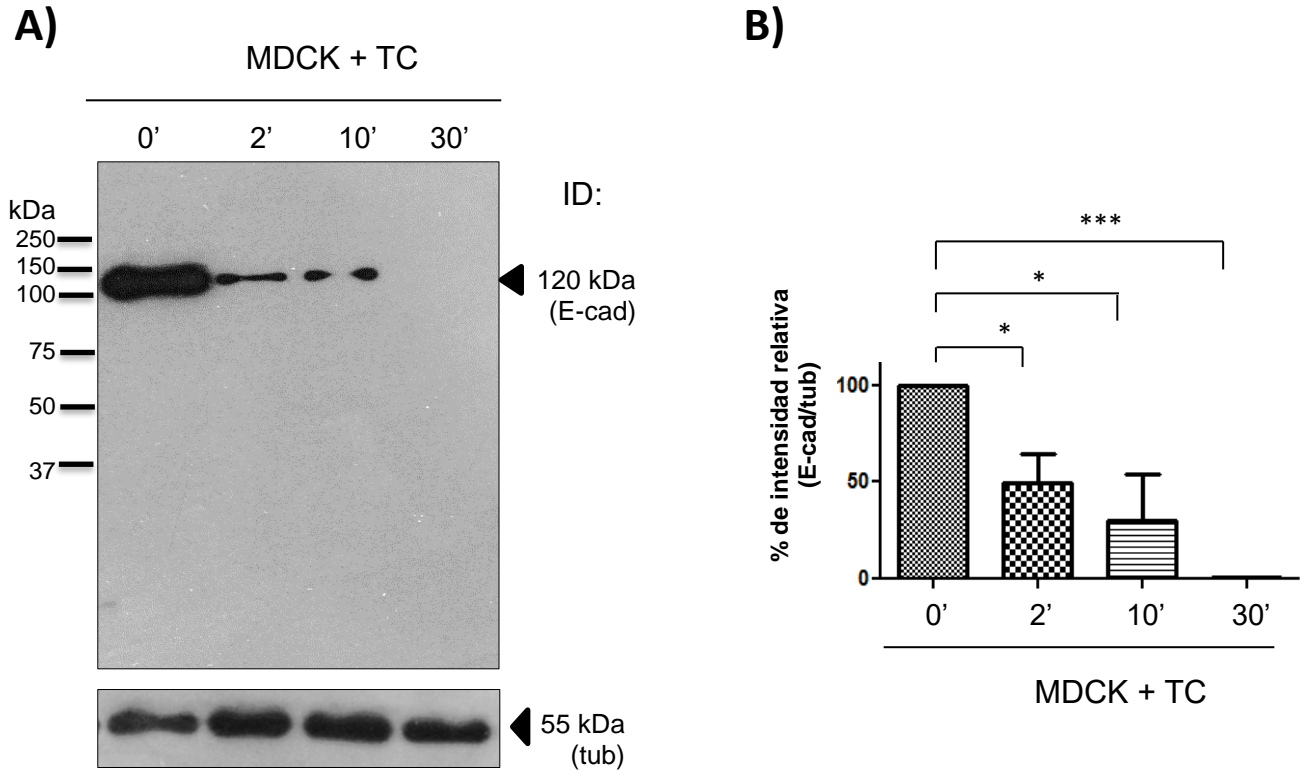 A)
MDCK + TC
0’ 2’ 10’ 30’
kDa
250
150
100
75
50
37
ID:
120 kDa
(E-cad)
55 kDa
(tub)
B)
***
*
*
% de intensidad relativa
(E-cad/tub)
100
50
0
0’ 2’ 10’ 30’
MDCK + TC